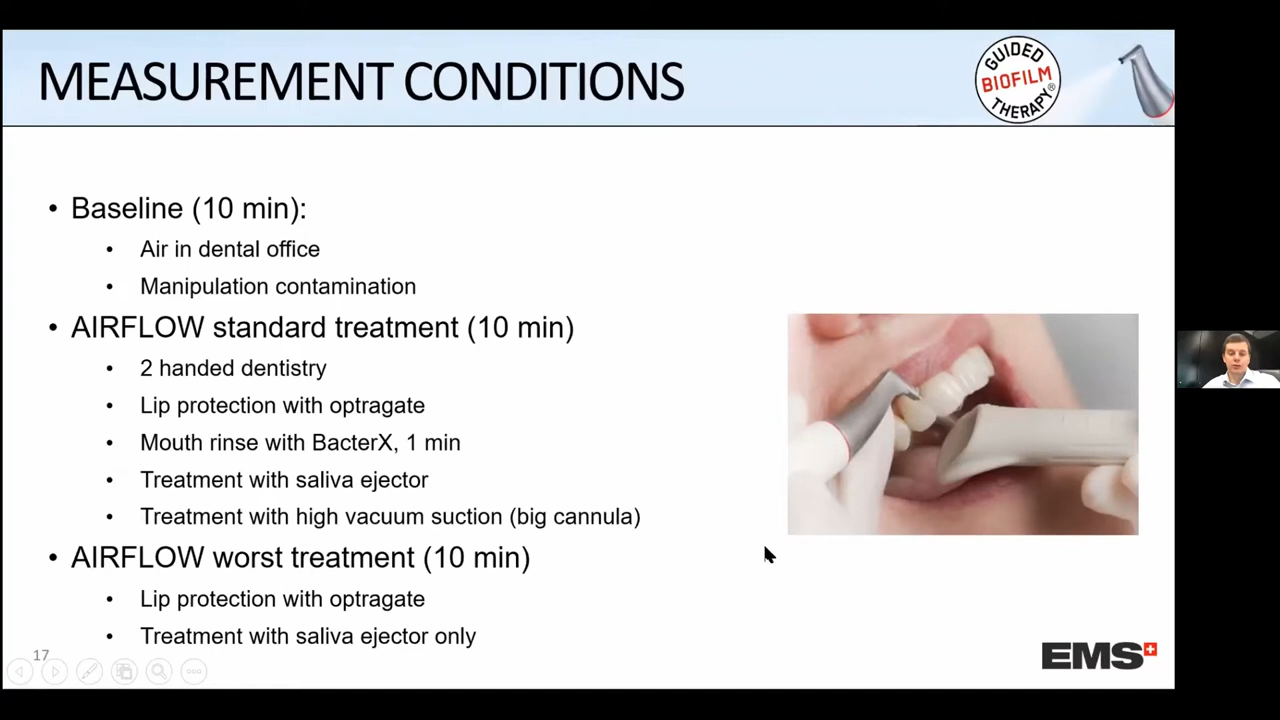 MEASUREMENT CONDITIONS
GUIDED
BIOFILM
THERAPY®
• Baseline (10 min):
• Air in dental office
• Manipulation contamination
• AIRFLOW standard treatment (10 min)
• 2 handed dentistry
• Lip protection with optragate
• Mouth rinse with BacterX, 1 min
• Treatment with saliva ejector
• Treatment with high vacuum suction (big cannula)
• AIRFLOW worst treatment (10 min)
• Lip protection with optragate
• Treatment with saliva ejector only
17
EMS